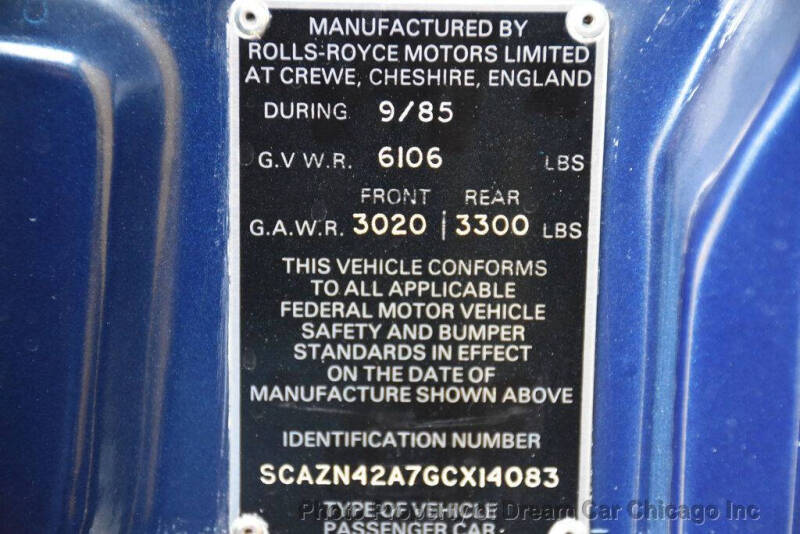 MANUFACTURED BY
ROLLS-ROYCE MOTORS LIMITED
AT CREWE, CHESHIRE, ENGLAND
DURING 9/85
G.V W.R. 6106 LBS
FRONT REAR
G.A.W.R. 3020 | 3300 LBS
THIS VEHICLE CONFORMS
TO ALL APPLICABLE
FEDERAL MOTOR VEHICLE
SAFETY AND BUMPER
STANDARDS IN EFFECT
ON THE DATE OF
MANUFACTURE SHOWN ABOVE
IDENTIFICATION NUMBER
SCAZN42A7GCX14083
TYPE OF VEHICLE
PASSENGER CAR
Photo Property of Dream Car Chicago Inc